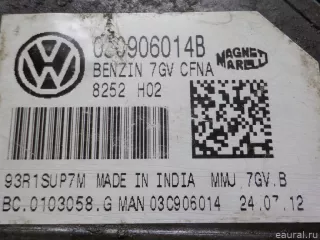 03C906014B
BENZIN 7GV CFNA
8252 H02
MAGNETI
MARELLI
93R1SUP7M MADE IN INDIA MMJ 7GV.B
BC.0103058.G MAN 03C906014 24.07.12
© eaural.ru